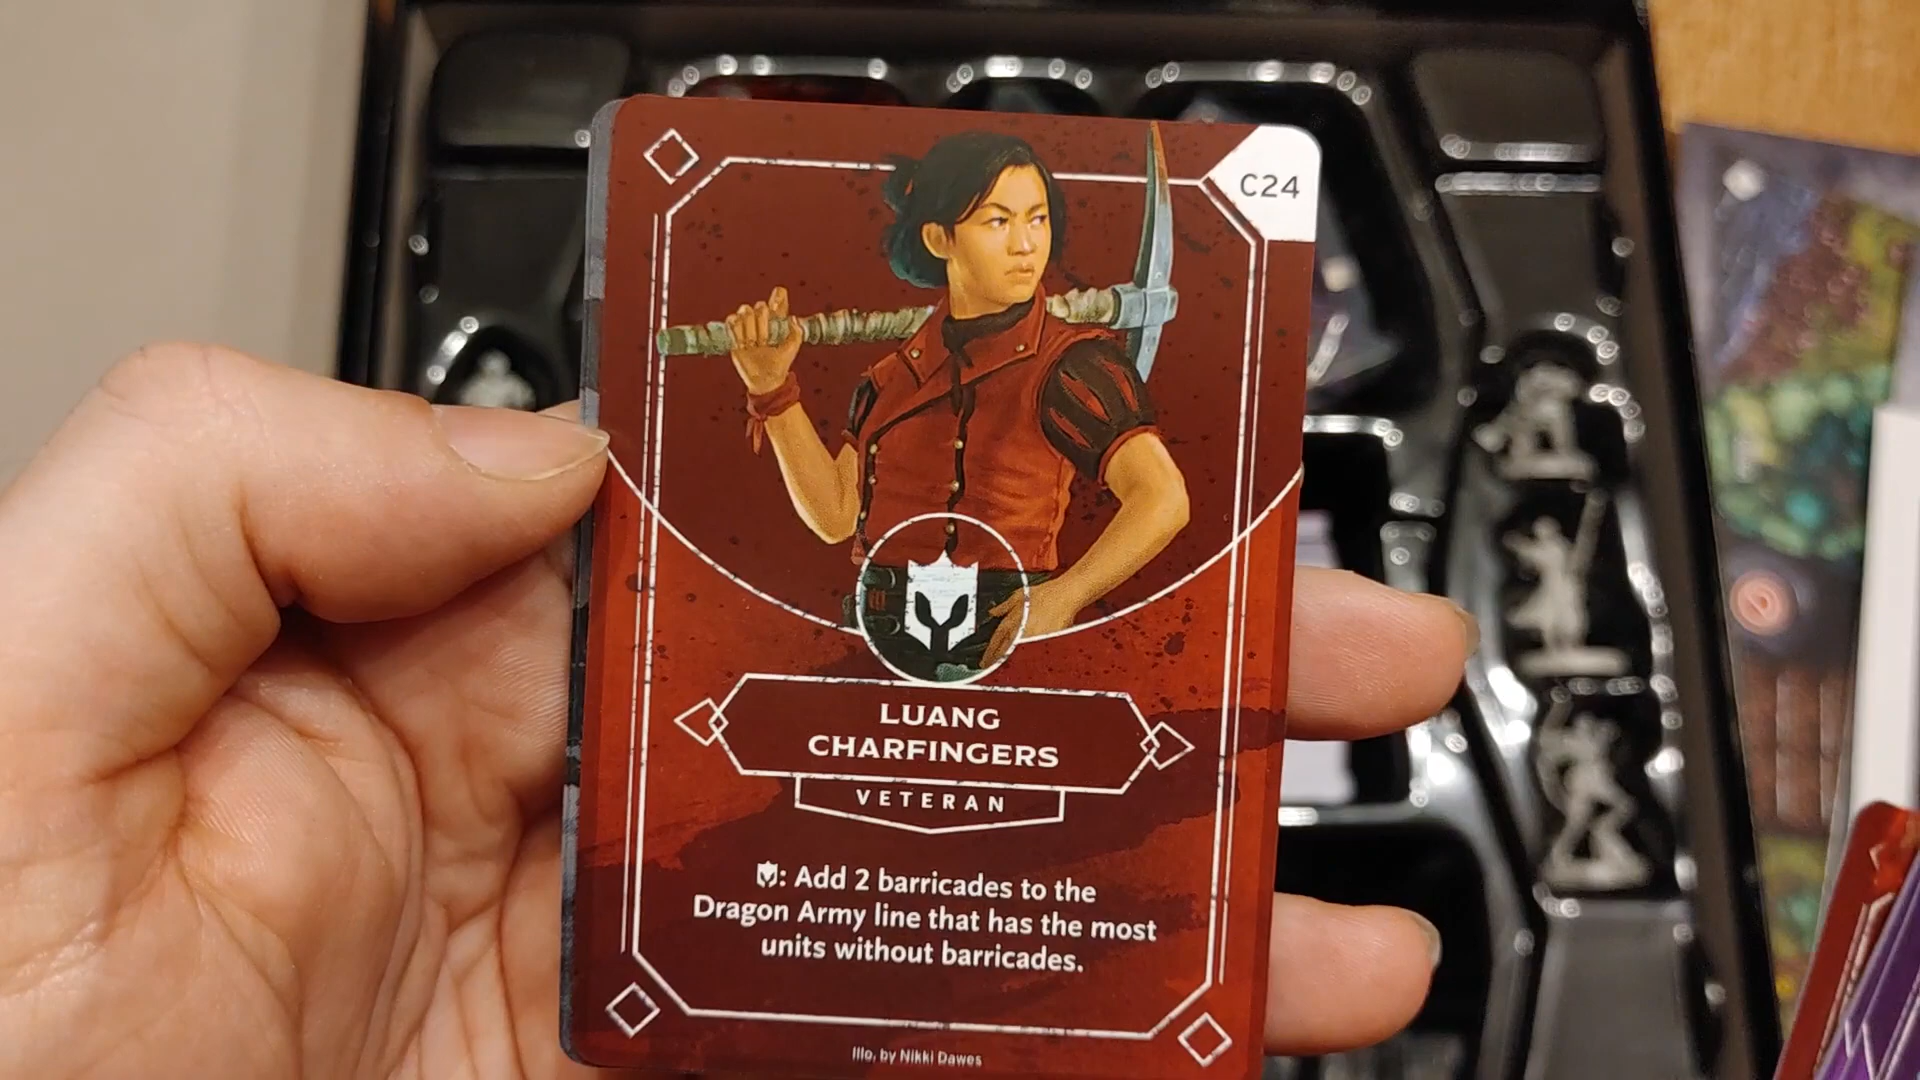 C24
LUANG
CHARFINGERS
VETERAN
: Add 2 barricades to the
Dragon Army line that has the most
units without barricades.
Illo. by Nikki Dawes